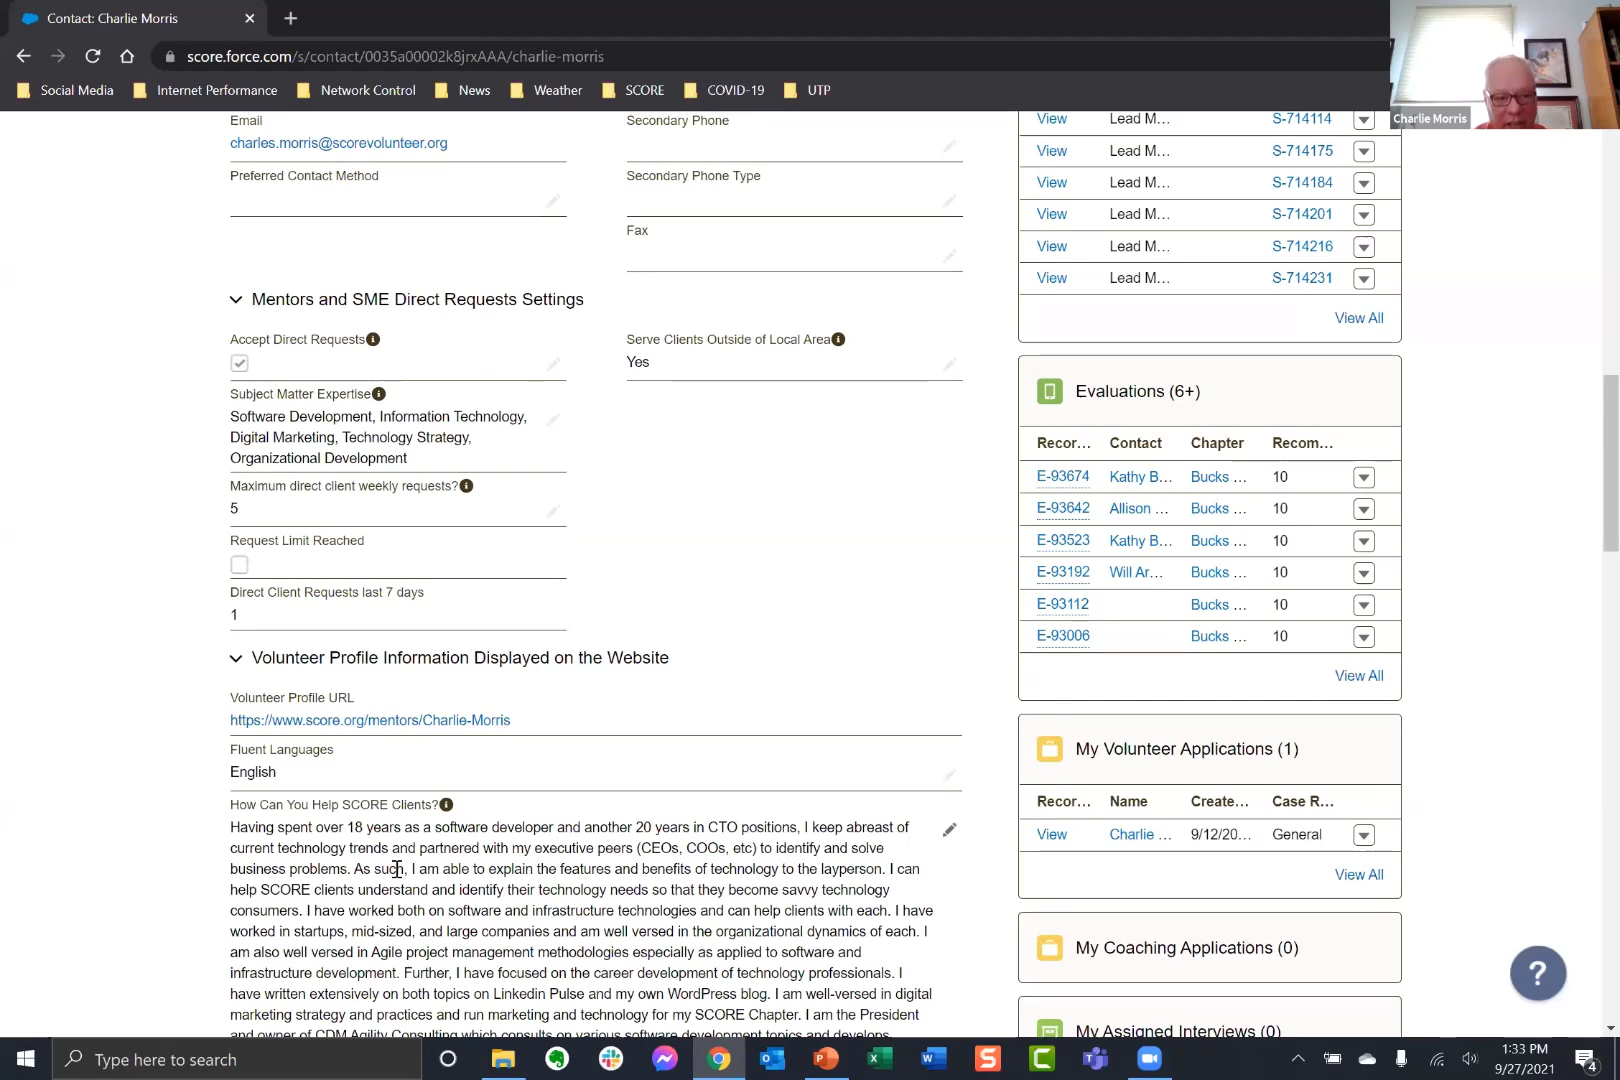 Contact: Charlie Morris
score.force.com/s/contact/0035a00002k8jrxAAA/charlie-morris
Social Media
Internet Performance
Network Control
News
Weather
SCORE
COVID-19
UTP
Charlie Morris
Email
charles.morris@scorevolunteer.org
Preferred Contact Method
Secondary Phone
Secondary Phone Type
Fax
Mentors and SME Direct Requests Settings
Accept Direct Requests
Serve Clients Outside of Local Area
Yes
Subject Matter Expertise
Software Development, Information Technology,
Digital Marketing, Technology Strategy,
Organizational Development
Maximum direct client weekly requests?
5
Request Limit Reached
Direct Client Requests last 7 days
1
Volunteer Profile Information Displayed on the Website
Volunteer Profile URL
https://www.score.org/mentors/Charlie-Morris
Fluent Languages
English
How Can You Help SCORE Clients?
Having spent over 18 years as a software developer and another 20 years in CTO positions, I keep abreast of
current technology trends and partnered with my executive peers (CEOs, COOs, etc) to identify and solve
business problems. As such, I am able to explain the features and benefits of technology to the layperson. I can
help SCORE clients understand and identify their technology needs so that they become savvy technology
consumers. I have worked both on software and infrastructure technologies and can help clients with each. I have
worked in startups, mid-sized, and large companies and am well versed in the organizational dynamics of each. I
am also well versed in Agile project management methodologies especially as applied to software and
infrastructure development. Further, I have focused on the career development of technology professionals. I
have written extensively on both topics on Linkedin Pulse and my own WordPress blog. I am well-versed in digital
marketing strategy and practices and run marketing and technology for my SCORE Chapter. I am the President
and owner of CDM Agility Consulting which consults on various software development topics and develops
View Lead M... S-714114
View Lead M... S-714175
View Lead M... S-714184
View Lead M... S-714201
View Lead M... S-714216
View Lead M... S-714231
View All
Evaluations (6+)
Recor... Contact Chapter Recom...
E-93674 Kathy B... Bucks ... 10
E-93642 Allison ... Bucks ... 10
E-93523 Kathy B... Bucks ... 10
E-93192 Will Ar... Bucks ... 10
E-93112 Bucks ... 10
E-93006 Bucks ... 10
View All
My Volunteer Applications (1)
Recor... Name Create... Case R...
View Charlie ... 9/12/20... General
View All
My Coaching Applications (0)
My Assigned Interviews (0)
?
Type here to search
1:33 PM
9/27/2021
4